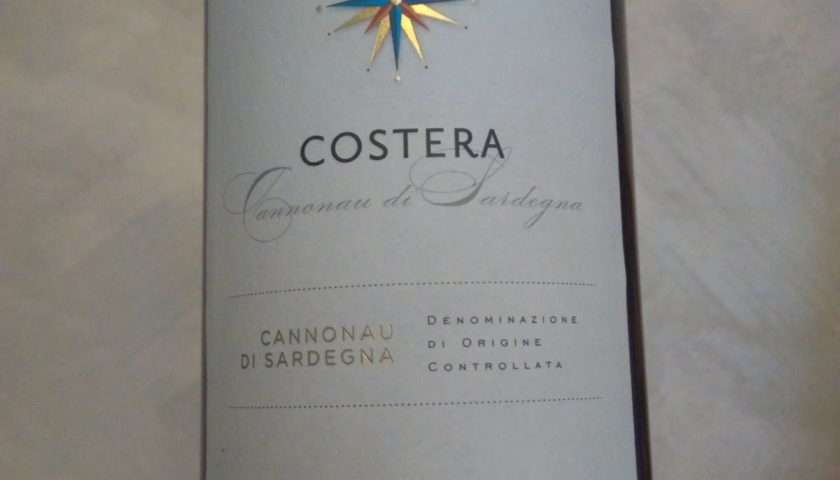 COSTERA
Cannonau di Sardegna
CANNONAU
DI SARDEGNA
DENOMINAZIONE
DI ORIGINE
CONTROLLATA